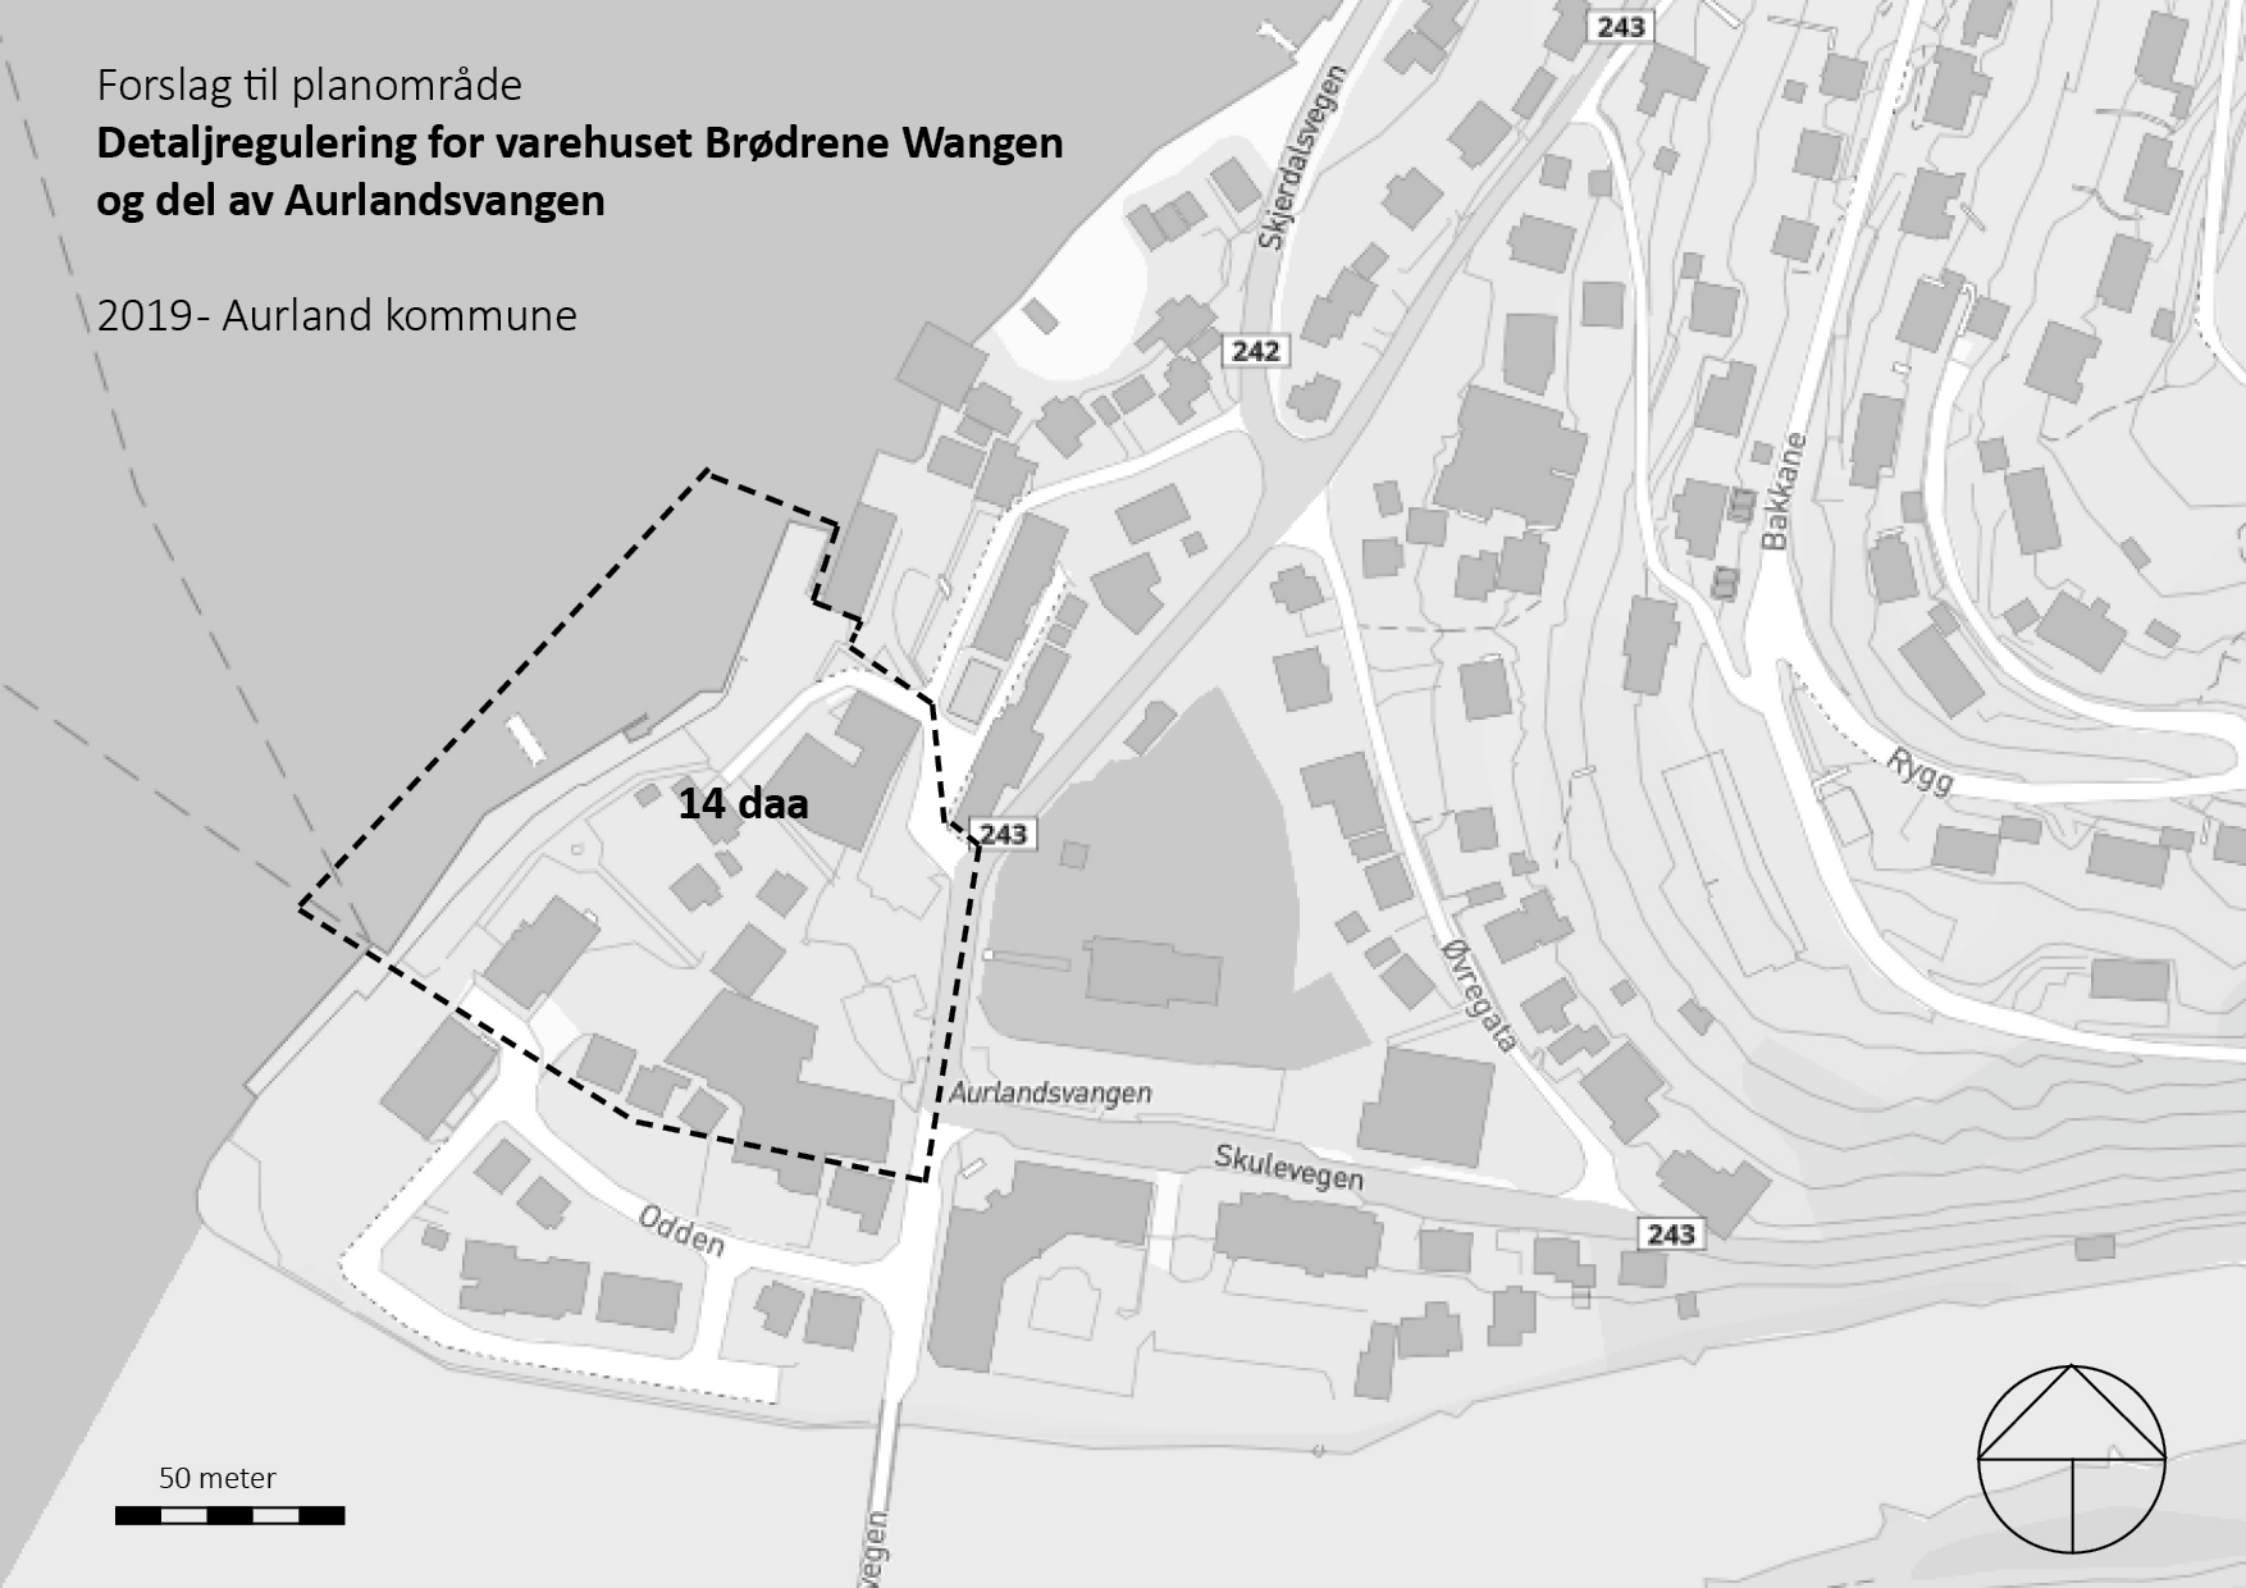 Forslag til planområde
Detaljregulering for varehuset Brødrene Wangen
og del av Aurlandsvangen
2019- Aurland kommune
243
Skjerdalsvegen
242
Bakkane
Rygg
14 daa
243
Øvregata
Aurlandsvangen
Skulevegen
Odden
243
50 meter
vegen